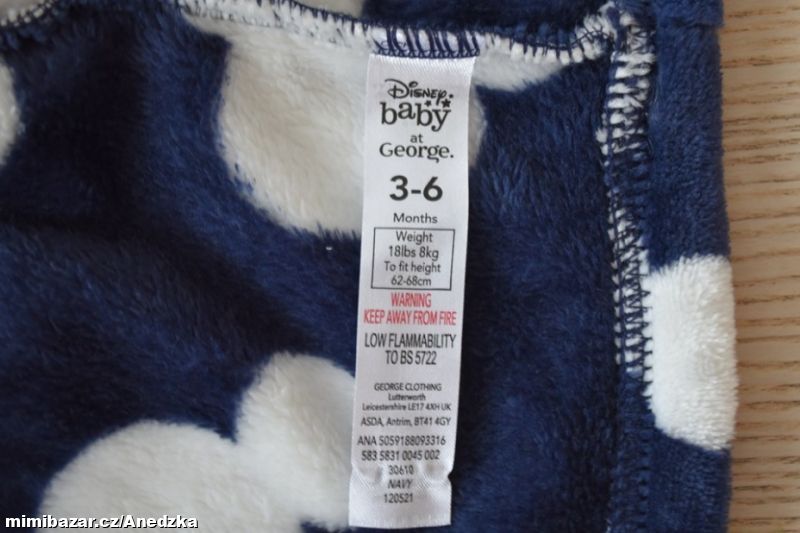 Disney
baby
at
George.
3-6
Months
Weight
18lbs 8kg
To fit height
62-68cm
WARNING
KEEP AWAY FROM FIRE
LOW FLAMMABILITY
TO BS 5722
GEORGE CLOTHING
Lutterworth
Leicestershire LE17 4XH UK
ASDA, Antrim, BT41 4GY
ANA 5059188093316
583 5831 0045 002
30610
NAVY
120521
mimibazar.cz/Anedzka